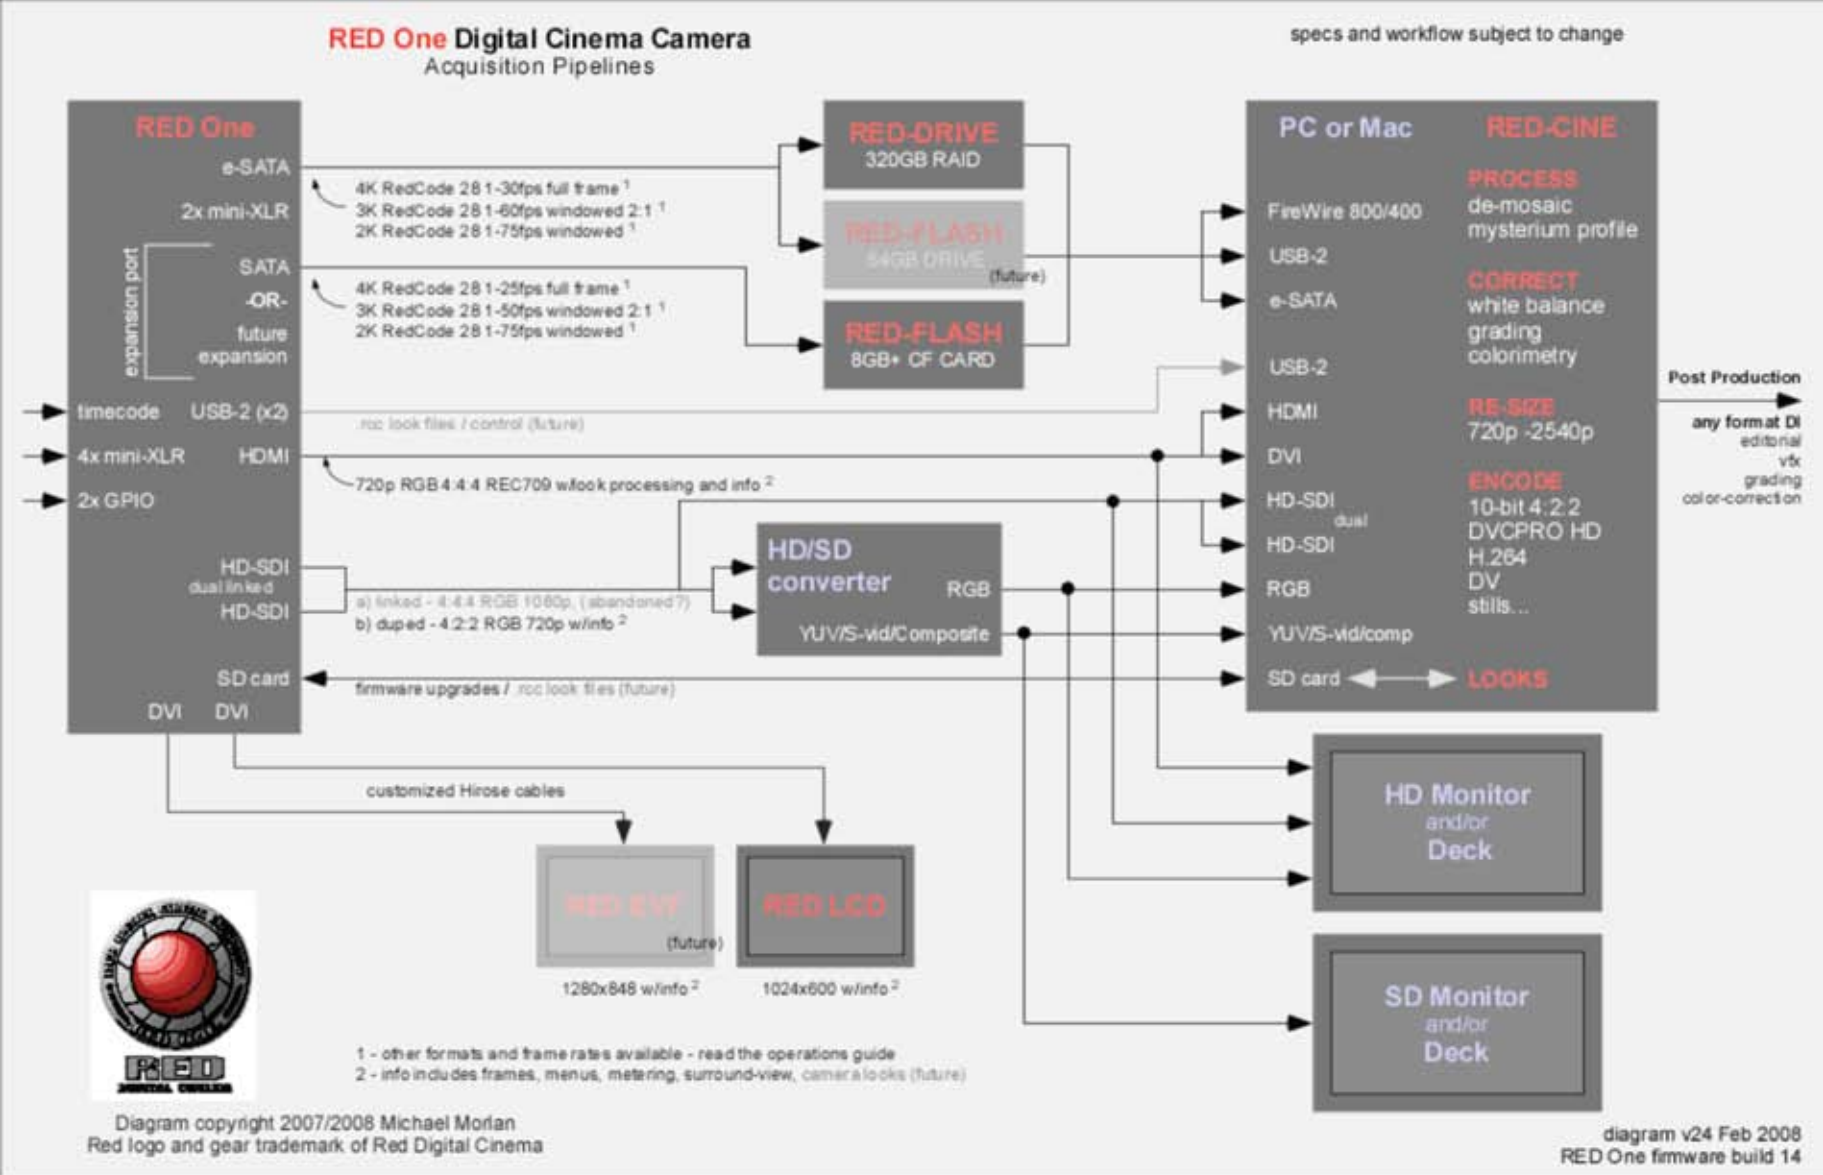 RED One Digital Cinema Camera
Acquisition Pipelines
specs and workflow subject to change
RED One
e-SATA
2x mini-XLR
expansion port
SATA
-OR-
future
expansion
timecode
USB-2 (x2)
4x mini-XLR
HDMI
2x GPIO
HD-SDI
dual linked
HD-SDI
SD card
DVI
DVI
4K RedCode 28 1-30fps full frame 1
3K RedCode 28 1-60fps windowed 2:1 1
2K RedCode 28 1-75fps windowed 1
4K RedCode 28 1-25fps full frame 1
3K RedCode 28 1-50fps windowed 2:1 1
2K RedCode 28 1-75fps windowed 1
.rcc look files / control (future)
720p RGB 4:4:4 REC709 w/look processing and info 2
a) linked - 4:4:4 RGB 1080p, (abandoned?)
b) duped - 4:2:2 RGB 720p w/info 2
firmware upgrades / .rcc look files (future)
customized Hirose cables
RED-DRIVE
320GB RAID
RED-FLASH
64GB DRIVE
(future)
RED-FLASH
8GB+ CF CARD
HD/SD
converter
RGB
YUV/S-vid/Composite
PC or Mac
FireWire 800/400
USB-2
e-SATA
USB-2
HDMI
DVI
HD-SDI
dual
HD-SDI
RGB
YUV/S-vid/comp
SD card
RED-CINE
PROCESS
de-mosaic
mysterium profile
CORRECT
white balance
grading
colorimetry
RE-SIZE
720p -2540p
ENCODE
10-bit 4:2:2
DVCPRO HD
H.264
DV
stills...
LOOKS
Post Production
any format DI
editorial
vfx
grading
color-correction
RED EVF
(future)
1280x848 w/info 2
RED LCD
1024x600 w/info 2
HD Monitor
and/or
Deck
SD Monitor
and/or
Deck
RED
DIGITAL CINEMA
1 - other formats and frame rates available - read the operations guide
2 - info includes frames, menus, metering, surround-view, camera looks (future)
Diagram copyright 2007/2008 Michael Morlan
Red logo and gear trademark of Red Digital Cinema
diagram v24 Feb 2008
RED One firmware build 14